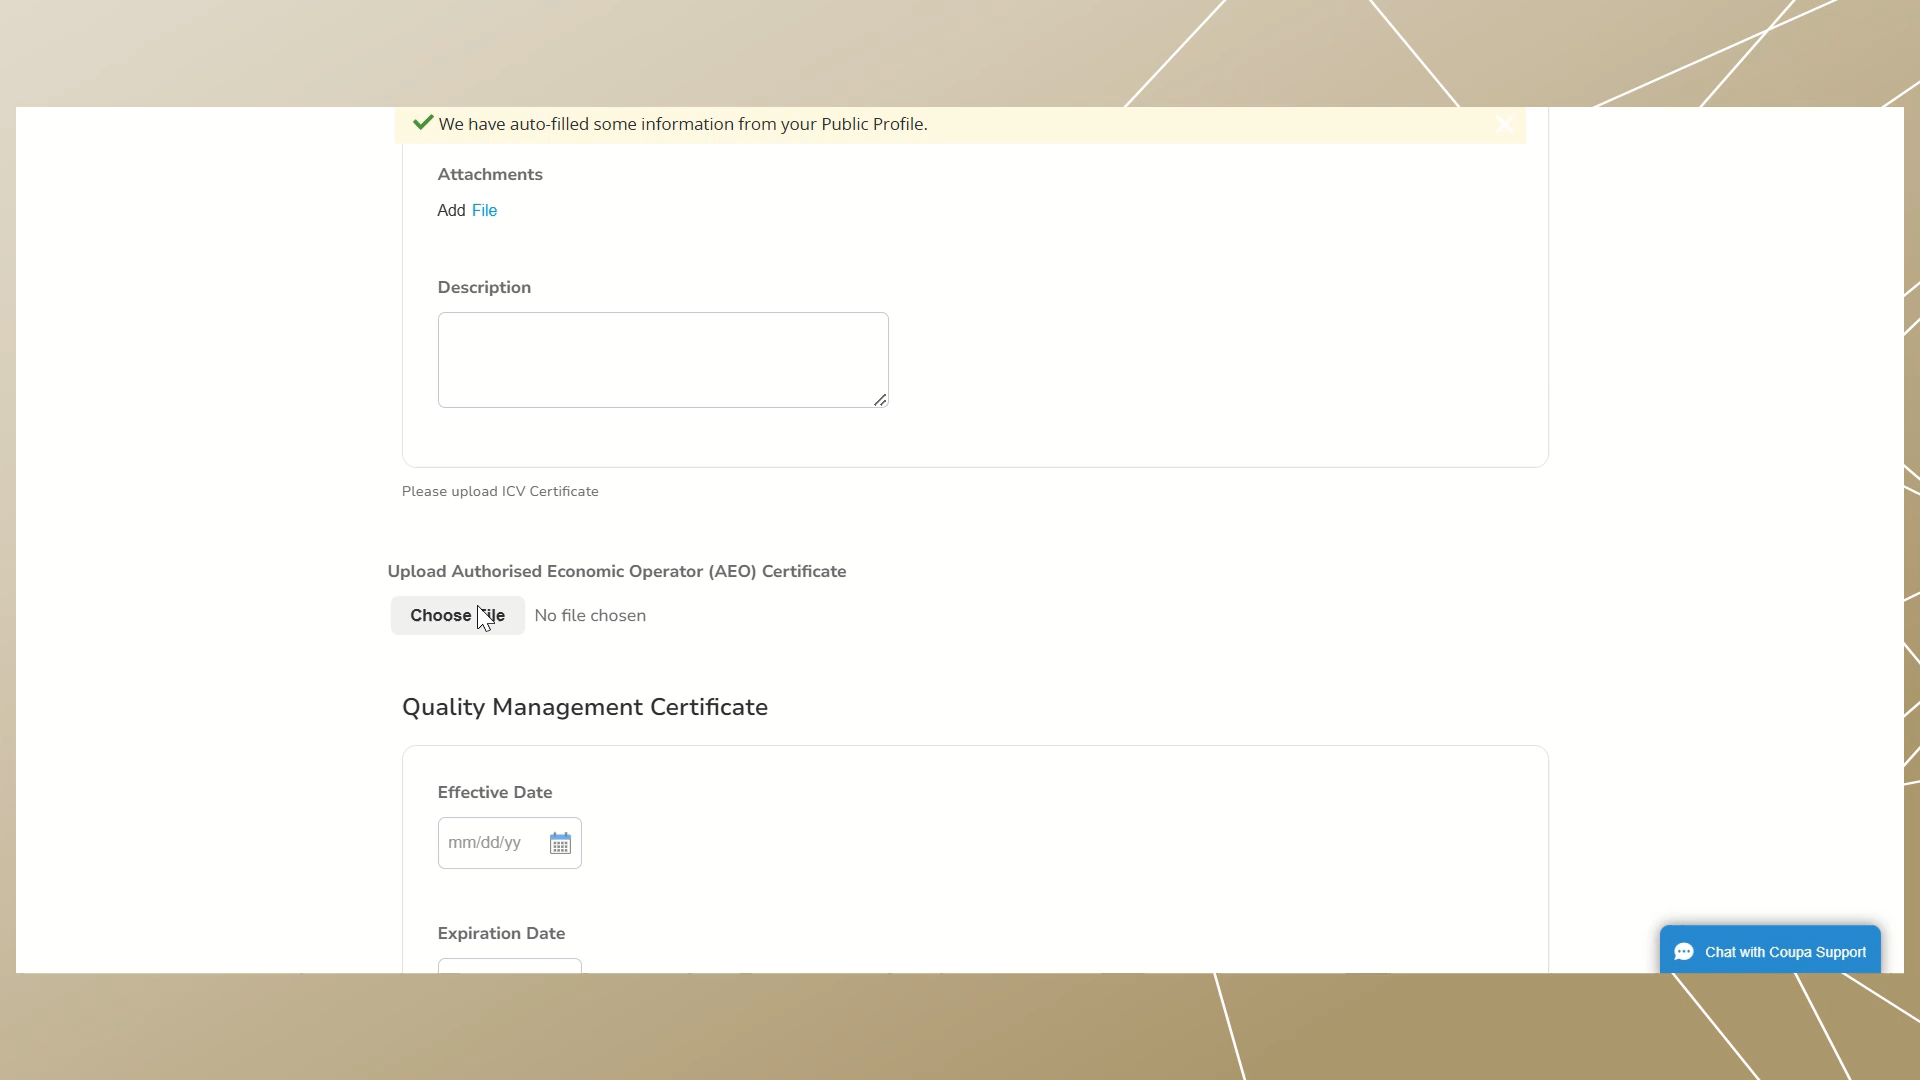 We have auto-filled some information from your Public Profile.
Attachments
Add File
Description
Please upload ICV Certificate
Upload Authorised Economic Operator (AEO) Certificate
Choose File No file chosen
Quality Management Certificate
Effective Date
mm/dd/yy
Expiration Date
Chat with Coupa Support